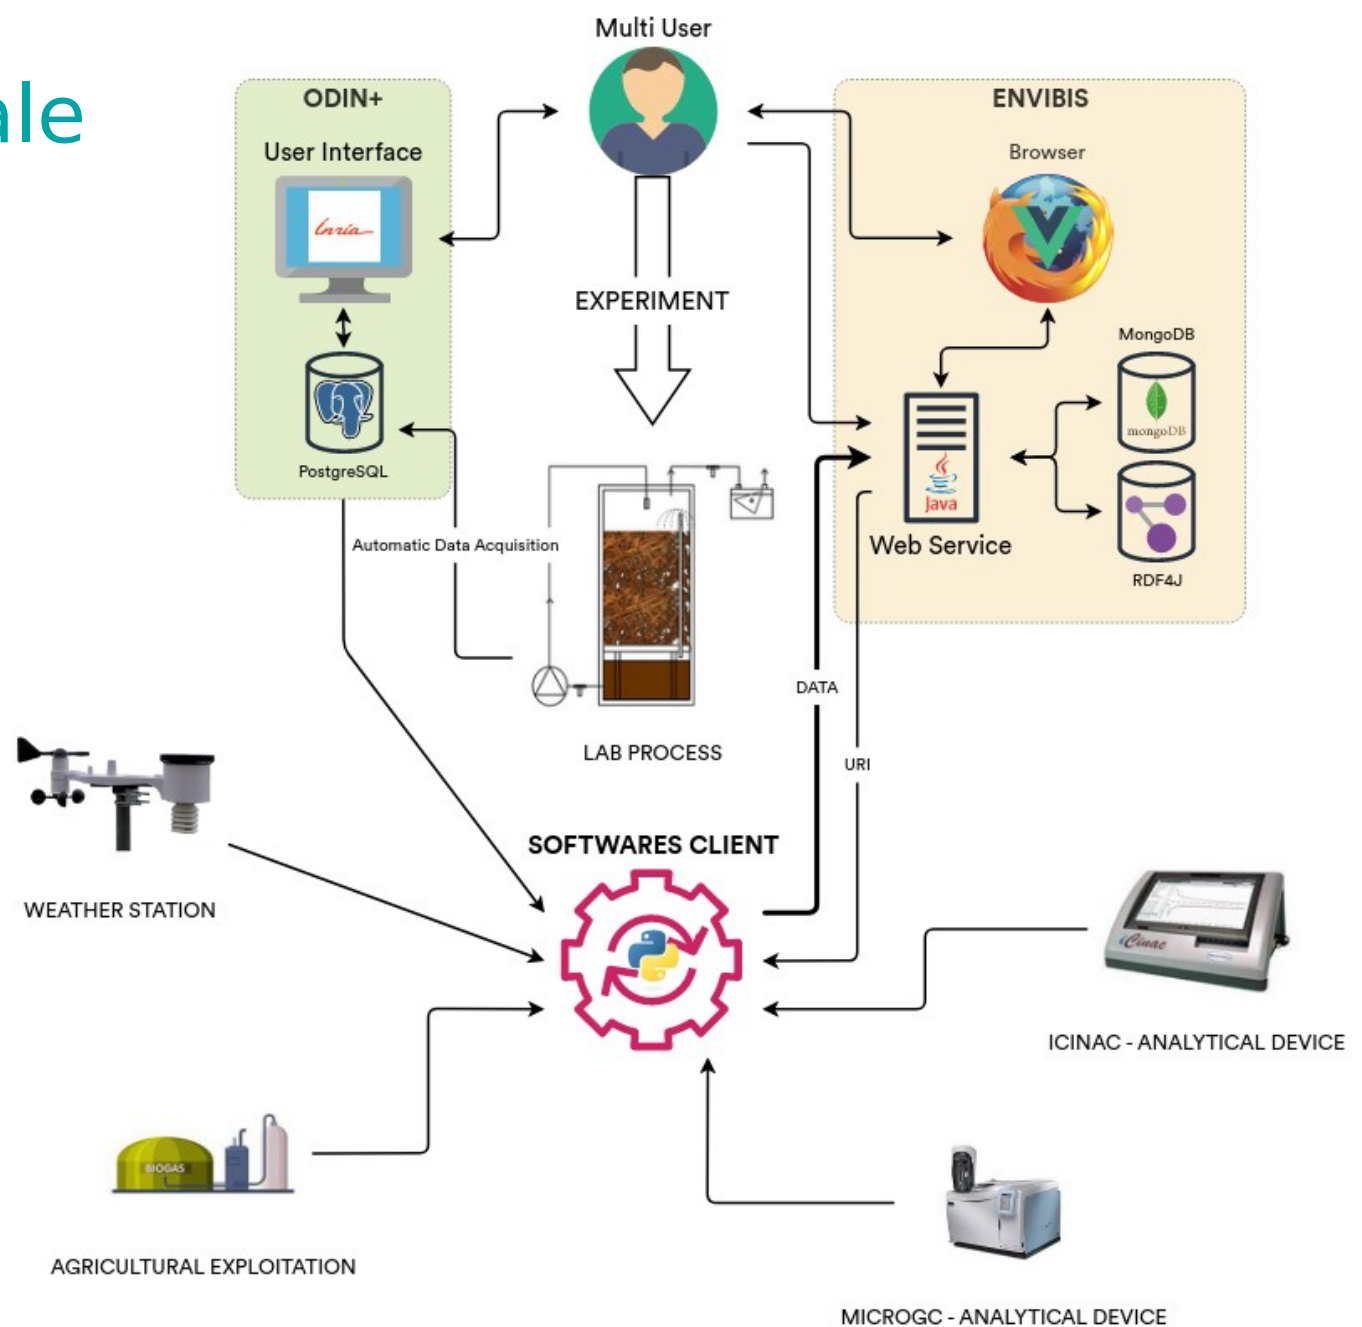 ale
Multi User
ODIN+
ENVIBIS
User Interface
Browser
Inria
EXPERIMENT
MongoDB
mongoDB
PostgreSQL
Java
Web Service
Automatic Data Acquisition
RDF4J
DATA
LAB PROCESS
URI
SOFTWARES CLIENT
WEATHER STATION
iCinac
ICINAC - ANALYTICAL DEVICE
BIOGAS
AGRICULTURAL EXPLOITATION
MICROGC - ANALYTICAL DEVICE